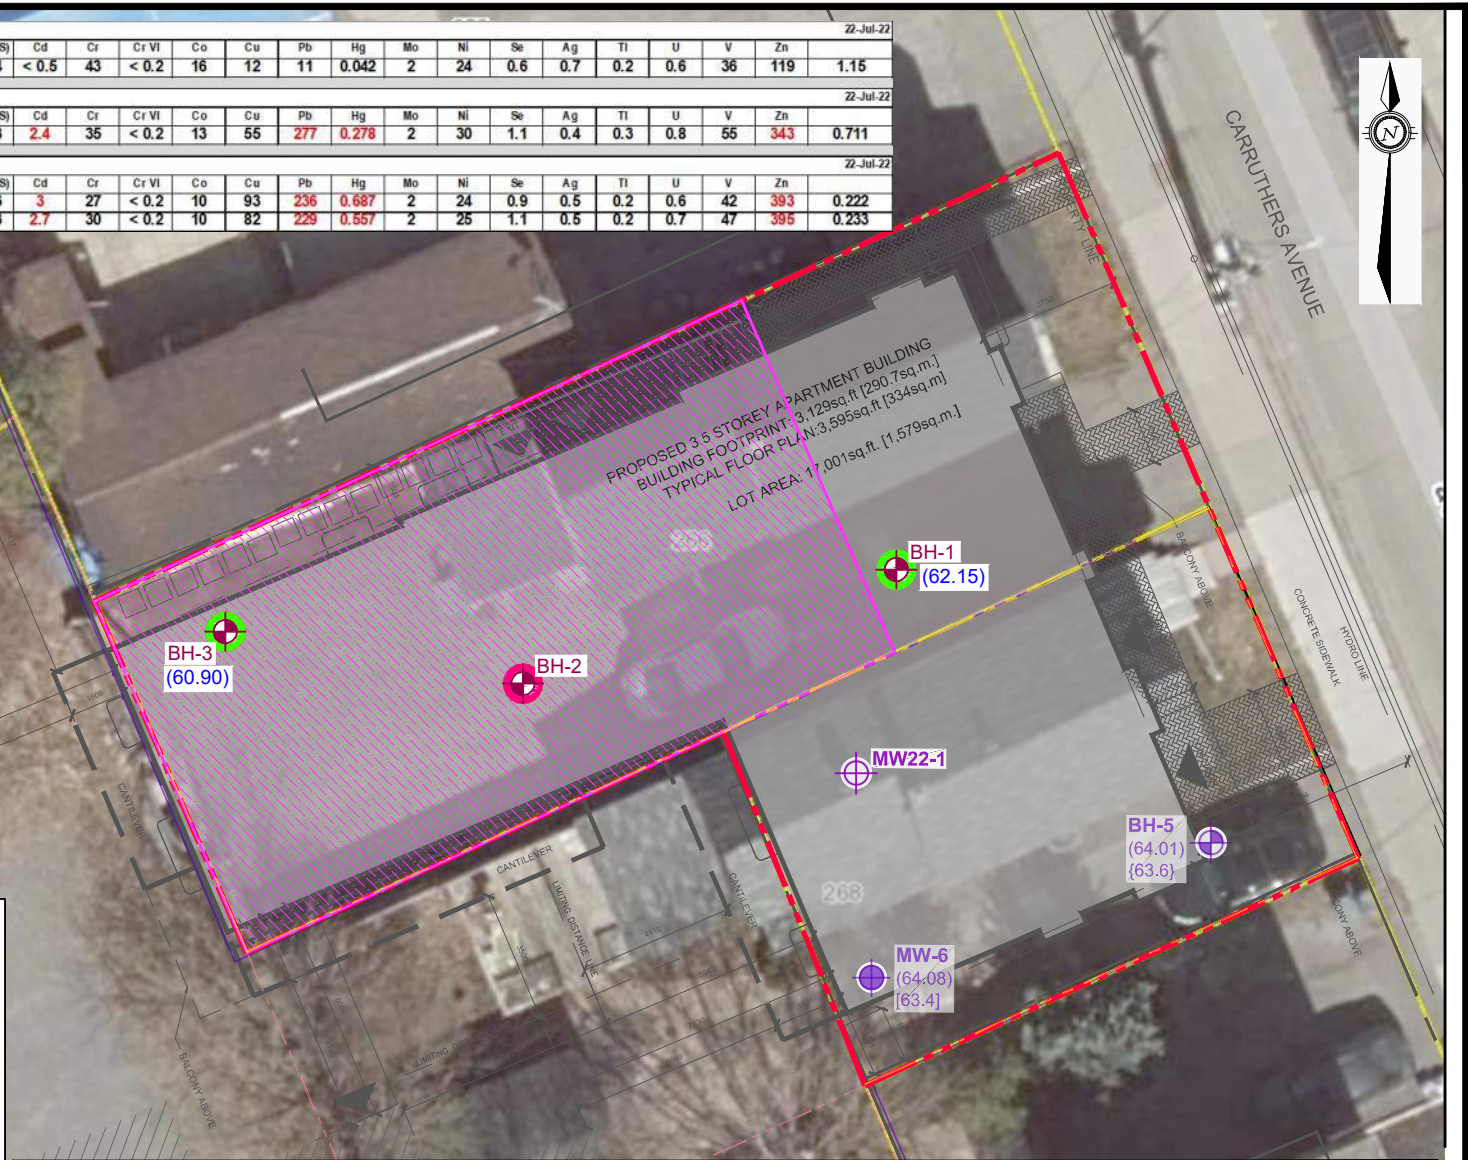 22-Jul-22
S) Cd Cr Cr VI Co Cu Pb Hg Mo Ni Se Ag Tl U V Zn
< 0.5 43 < 0.2 16 12 11 0.042 2 24 0.6 0.7 0.2 0.6 36 119 1.15
22-Jul-22
S) Cd Cr Cr VI Co Cu Pb Hg Mo Ni Se Ag Tl U V Zn
2.4 35 < 0.2 13 55 277 0.278 2 30 1.1 0.4 0.3 0.8 55 343 0.711
22-Jul-22
S) Cd Cr Cr VI Co Cu Pb Hg Mo Ni Se Ag Tl U V Zn
3 27 < 0.2 10 93 236 0.687 2 24 0.9 0.5 0.2 0.6 42 393 0.222
2.7 30 < 0.2 10 82 229 0.557 2 25 1.1 0.5 0.2 0.7 47 395 0.233
N
CARRUTHERS AVENUE
ERTY LINE
3700
PROPOSED 3.5 STOREY APARTMENT BUILDING
BUILDING FOOTPRINT: 3,129sq.ft [290.7sq.m.]
TYPICAL FLOOR PLAN:3,595sq.ft [334sq.m]
LOT AREA: 17,001sq.ft. [1,579sq.m.]
BH-1
(62.15)
BALCONY ABOVE
CONCRETE SIDEWALK
HYDRO LINE
BH-3
(60.90)
BH-2
1606
MW22-1
CANTILEVER
BH-5
(64.01)
{63.6}
CANTILEVER
LIMITING DISTANCE LINE
CANTILEVER
268
4110
CONY ABOVE
MW-6
(64.08)
[63.4]
BALCONY ABOVE